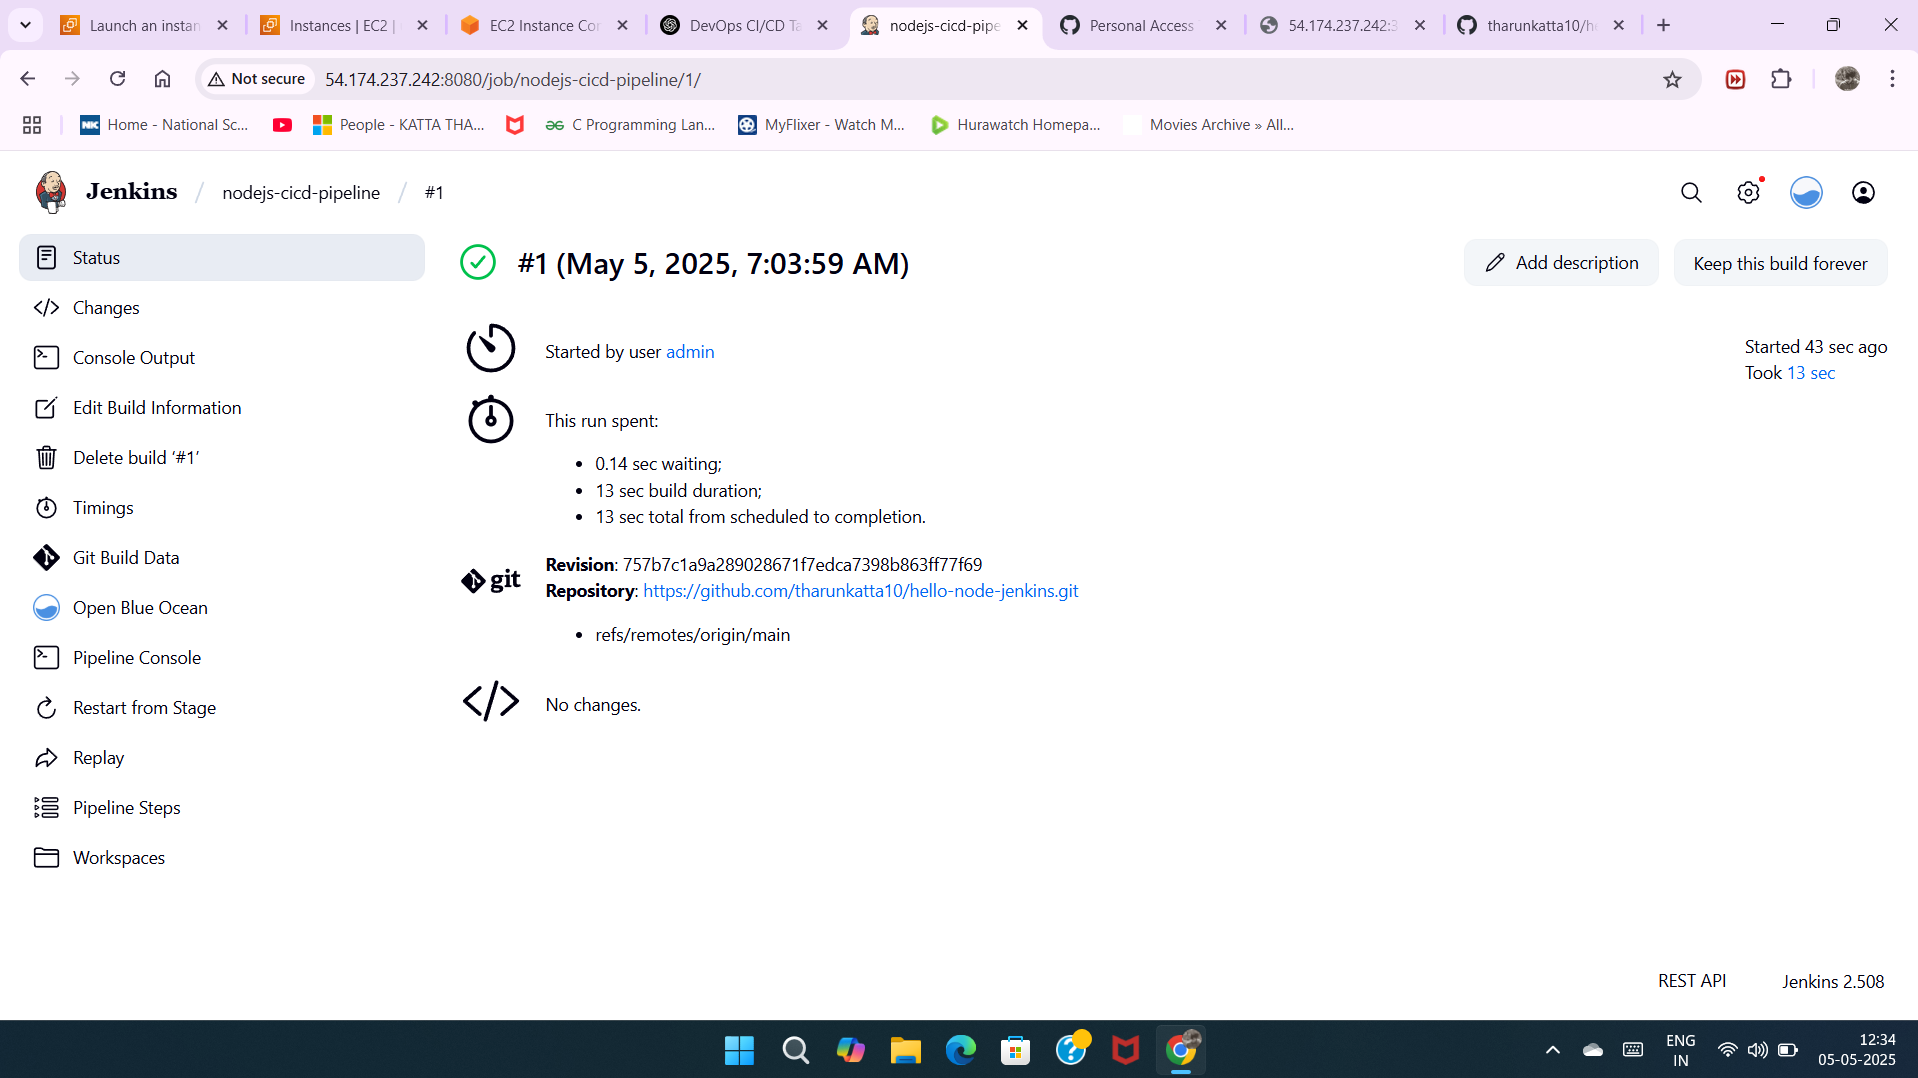 Launch an instan
Instances | EC2 |
EC2 Instance Cor
DevOps CI/CD Ta
nodejs-cicd-pipe
Personal Access
54.174.237.242:3
tharunkatta10/he
Not secure
54.174.237.242:8080/job/nodejs-cicd-pipeline/1/
NK
Home - National Sc...
People - KATTA THA...
C Programming Lan...
MyFlixer - Watch M...
Hurawatch Homepa...
Movies Archive » All...
Jenkins / nodejs-cicd-pipeline / #1
Status
Changes
Console Output
Edit Build Information
Delete build ‘#1’
Timings
Git Build Data
Open Blue Ocean
Pipeline Console
Restart from Stage
Replay
Pipeline Steps
Workspaces
#1 (May 5, 2025, 7:03:59 AM)
Add description
Keep this build forever
Started by user admin
Started 43 sec ago
Took 13 sec
This run spent:
• 0.14 sec waiting;
• 13 sec build duration;
• 13 sec total from scheduled to completion.
git
Revision: 757b7c1a9a289028671f7edca7398b863ff77f69
Repository: https://github.com/tharunkatta10/hello-node-jenkins.git
• refs/remotes/origin/main
No changes.
REST API
Jenkins 2.508
ENG
IN
12:34
05-05-2025